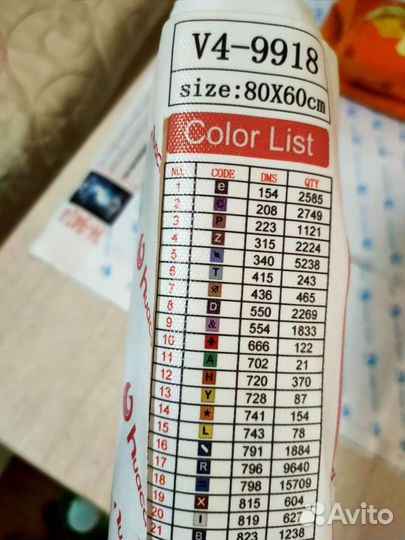 V4-9918
size:80X60cm
Color List
No. CODE DMS QTY
1 e 154 2585
2 C 208 2749
3 P 223 1121
4 Z 315 2224
5 340 5238
6 T 415 243
7 436 465
8 D 550 2269
9 & 554 1833
10 666 122
11 A 702 21
12 H 720 370
13 Y 728 87
14 ★ 741 154
15 L 743 78
16 791 1884
17 R 796 9640
18 = 798 15709
19 X 815 604
20 I 819 627
21 B 823 1238
Avito